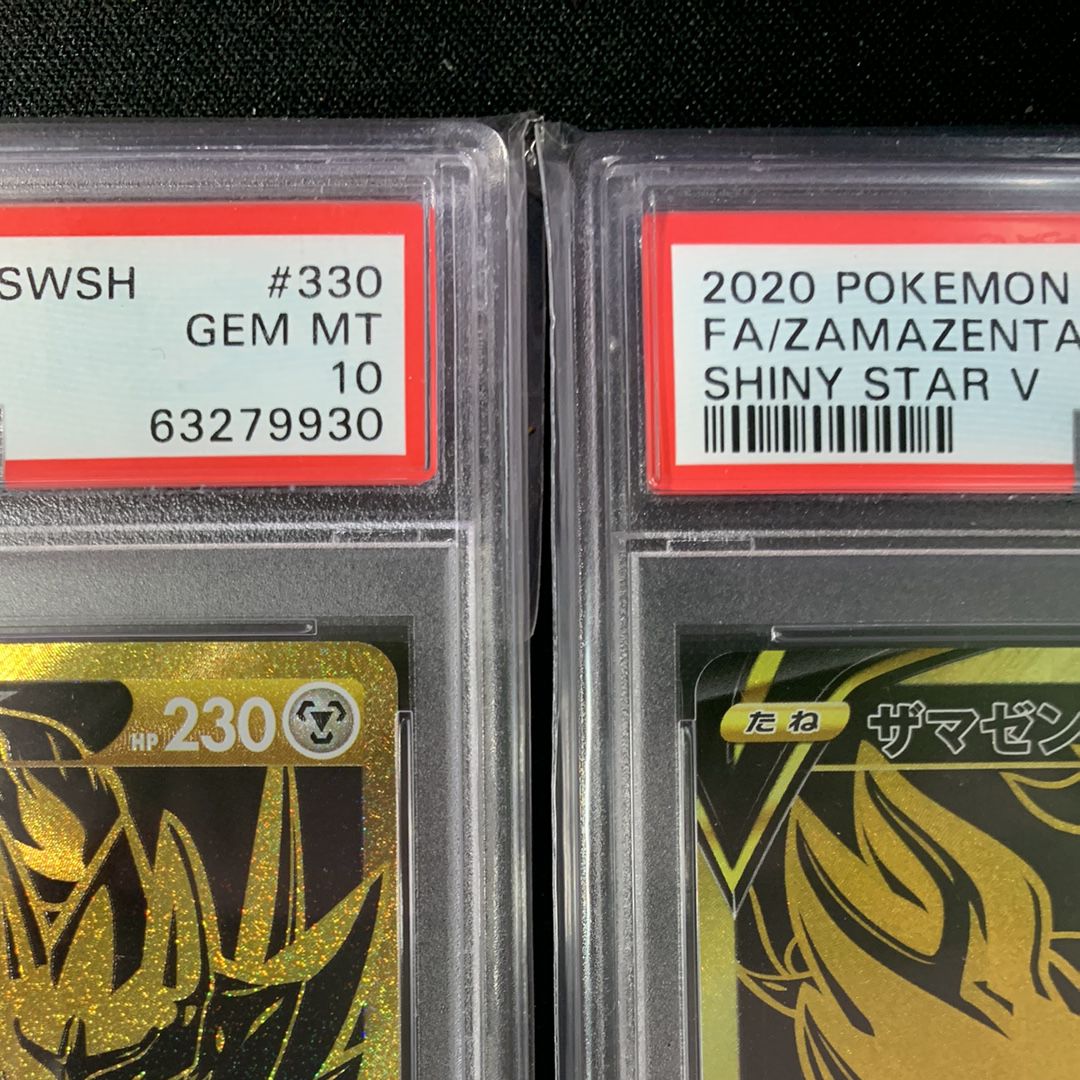 SWSH #330
GEM MT
10
63279930
2020 POKEMON
FA/ZAMAZENTA
SHINY STAR V
HP 230
たね ザマゼン